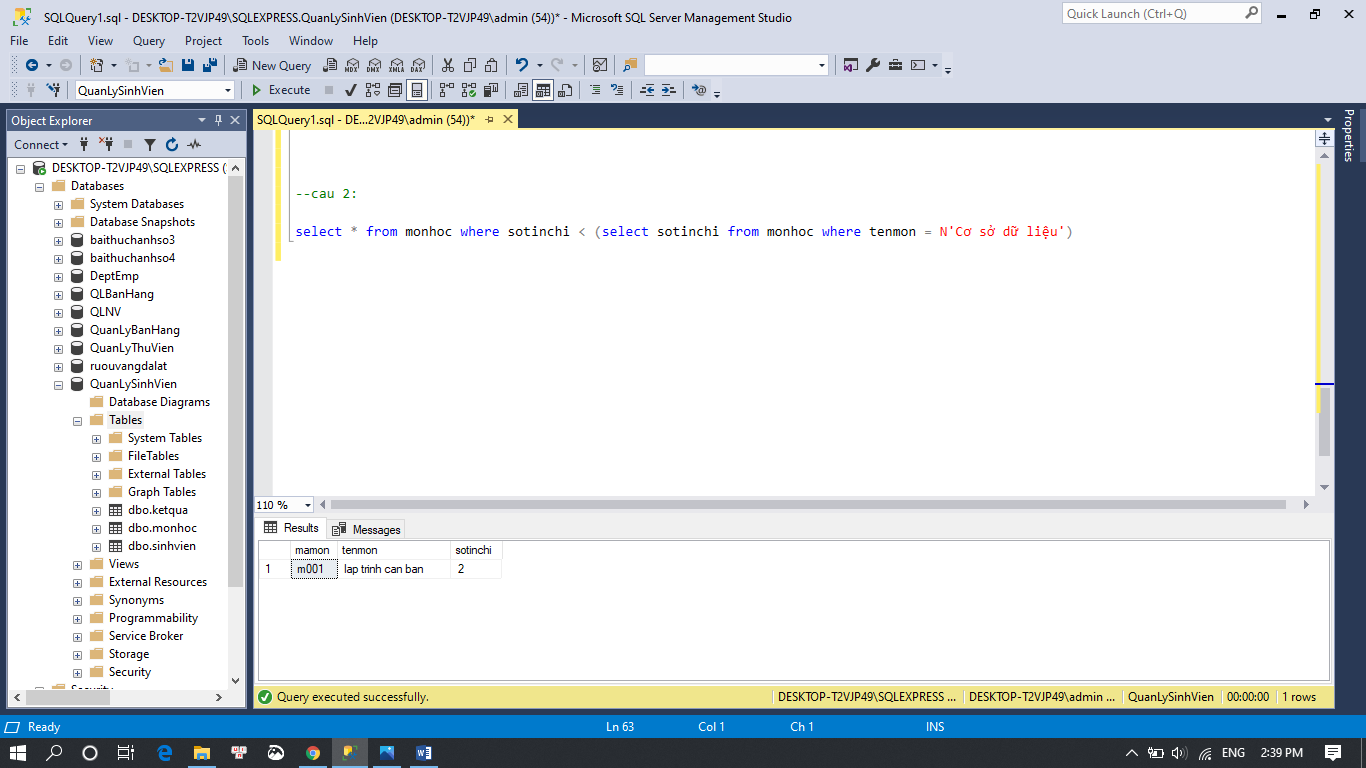 SQLQuery1.sql - DESKTOP-T2VJP49\SQLEXPRESS.QuanLySinhVien (DESKTOP-T2VJP49\admin (54))* - Microsoft SQL Server Management Studio
Quick Launch (Ctrl+Q)
File Edit View Query Project Tools Window Help
New Query MDX DMX XMLA DAX
QuanLySinhVien Execute
Object Explorer
Connect
DESKTOP-T2VJP49\SQLEXPRESS (
Databases
System Databases
Database Snapshots
baithuchanhso3
baithuchanhso4
DeptEmp
QLBanHang
QLNV
QuanLyBanHang
QuanLyThuVien
ruouvangdalat
QuanLySinhVien
Database Diagrams
Tables
System Tables
FileTables
External Tables
Graph Tables
dbo.ketqua
dbo.monhoc
dbo.sinhvien
Views
External Resources
Synonyms
Programmability
Service Broker
Storage
Security
Security
SQLQuery1.sql - DE...2VJP49\admin (54))*
--cau 2:
select * from monhoc where sotinchi < (select sotinchi from monhoc where tenmon = N'Cơ sở dữ liệu')
110 %
Results Messages
mamon tenmon sotinchi
1 m001 lap trinh can ban 2
Query executed successfully. DESKTOP-T2VJP49\SQLEXPRESS ... DESKTOP-T2VJP49\admin ... QuanLySinhVien 00:00:00 1 rows
Properties
Ready Ln 63 Col 1 Ch 1 INS
ENG 2:39 PM